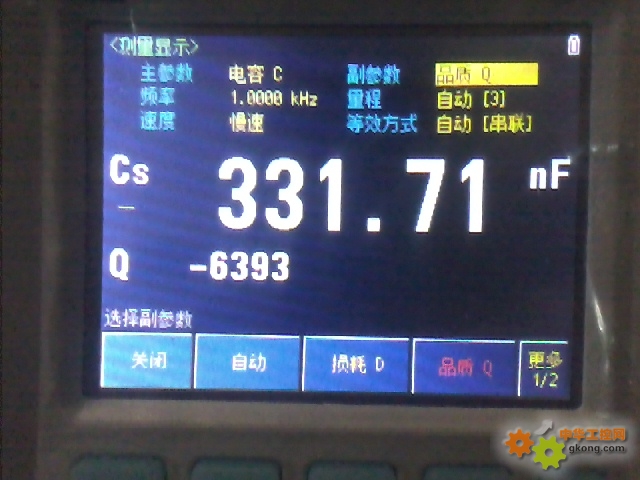 <测量显示>
主参数 电容 C 副参数 品质 Q
频率 1.0000 kHz 量程 自动 [3]
速度 慢速 等效方式 自动 [串联]
Cs 331.71 nF
Q -6393
选择副参数
关闭 自动 损耗 D 品质 Q 更多 1/2
中华工控网
gkong.com